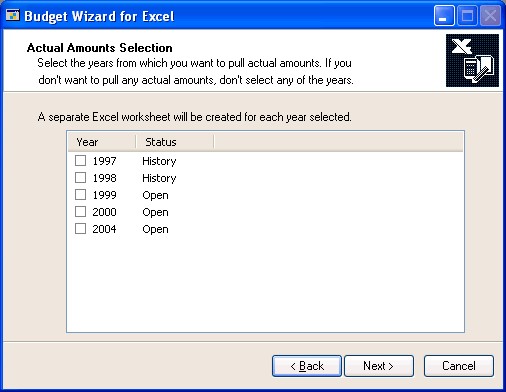 Budget Wizard for Excel
Actual Amounts Selection
Select the years from which you want to pull actual amounts. If you
don't want to pull any actual amounts, don't select any of the years.
A separate Excel worksheet will be created for each year selected.
Year Status
1997 History
1998 History
1999 Open
2000 Open
2004 Open
< Back Next > Cancel